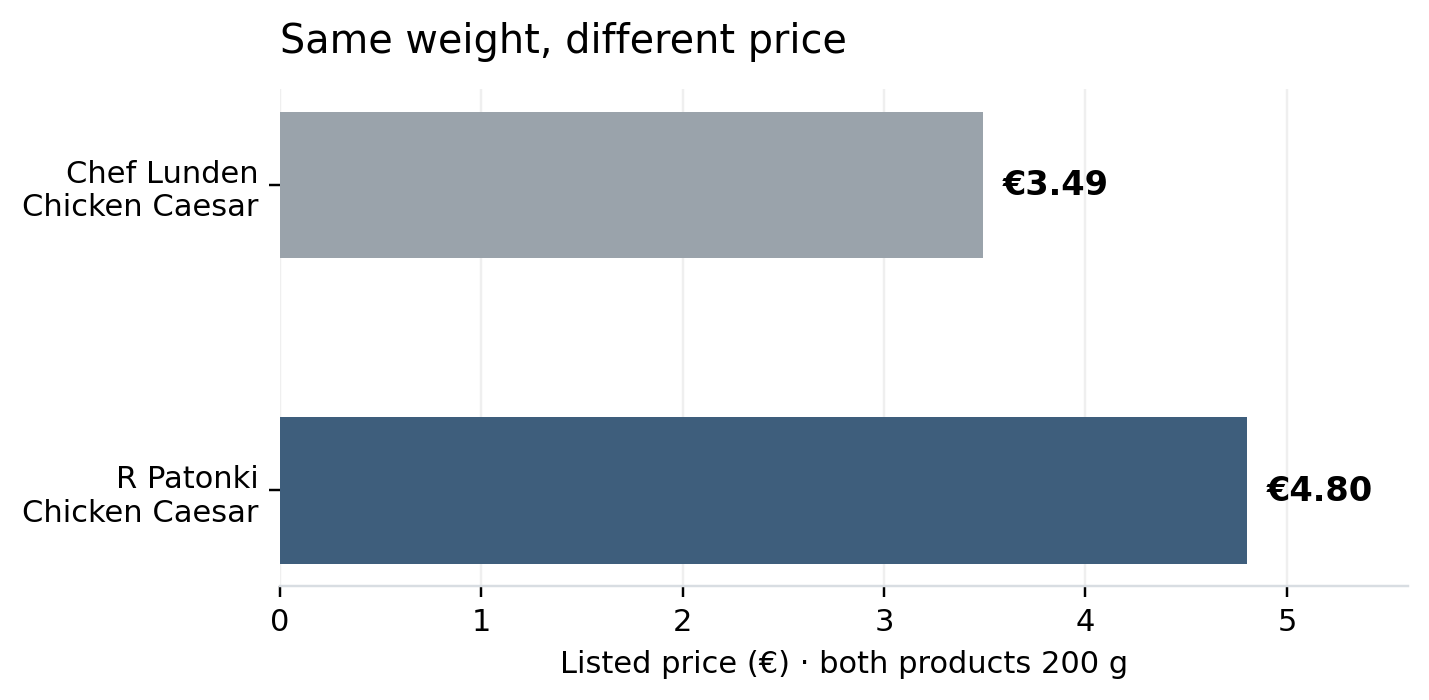 Same weight, different price
Chef Lunden
Chicken Caesar
€3.49
R Patonki
Chicken Caesar
€4.80
0 1 2 3 4 5
Listed price (€) · both products 200 g